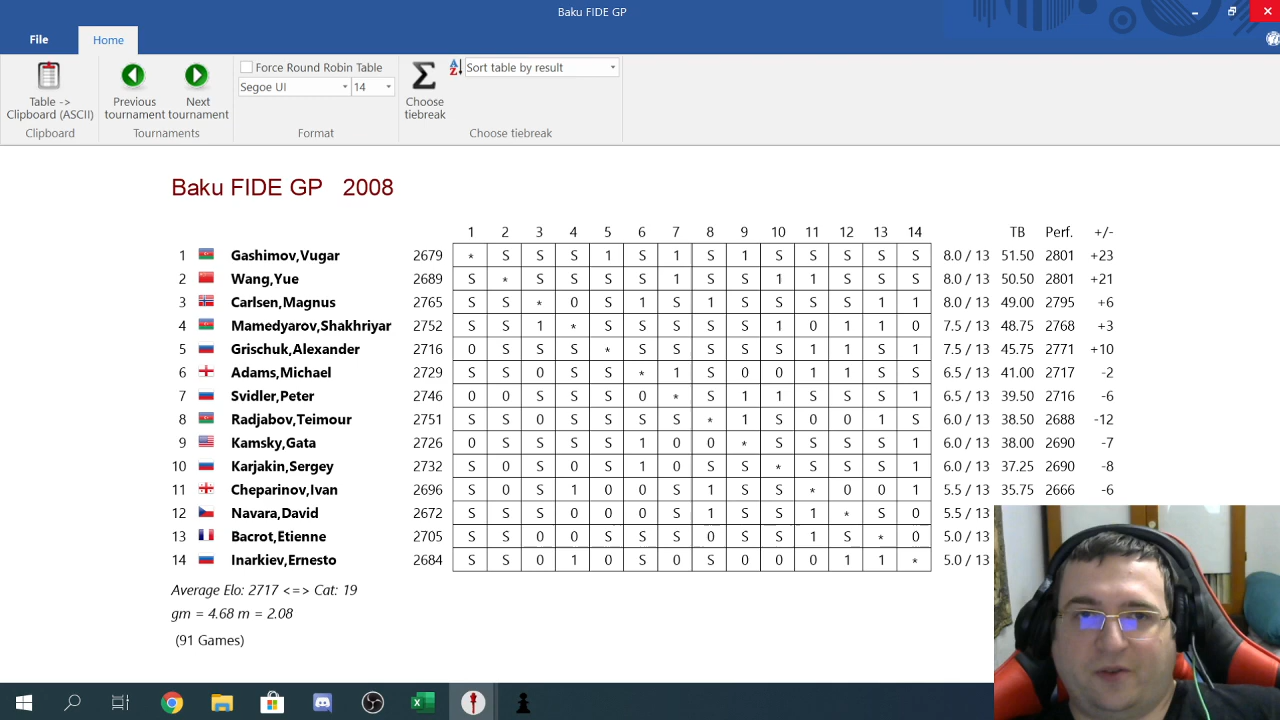 Baku FIDE GP
File Home
Force Round Robin Table
Sort table by result
Segoe UI 14
Table -> Clipboard (ASCII)
Previous tournament
Next tournament
Choose tiebreak
Clipboard Tournaments Format Choose tiebreak
Baku FIDE GP 2008
1 2 3 4 5 6 7 8 9 10 11 12 13 14 TB Perf. +/-
1 Gashimov,Vugar 2679 * S S S 1 S 1 S 1 S S S S S 8.0 / 13 51.50 2801 +23
2 Wang,Yue 2689 S * S S S S 1 S S 1 1 S S S 8.0 / 13 50.50 2801 +21
3 Carlsen,Magnus 2765 S S * 0 S 1 S 1 S S S S 1 1 8.0 / 13 49.00 2795 +6
4 Mamedyarov,Shakhriyar 2752 S S 1 * S S S S S 1 0 1 1 0 7.5 / 13 48.75 2768 +3
5 Grischuk,Alexander 2716 0 S S S * S S S S S 1 1 S 1 7.5 / 13 45.75 2771 +10
6 Adams,Michael 2729 S S 0 S S * 1 S 0 0 1 1 S S 6.5 / 13 41.00 2717 -2
7 Svidler,Peter 2746 0 0 S S S 0 * S 1 1 S S S 1 6.5 / 13 39.50 2716 -6
8 Radjabov,Teimour 2751 S S 0 S S S S * 1 S 0 0 1 S 6.0 / 13 38.50 2688 -12
9 Kamsky,Gata 2726 0 S S S S 1 0 0 * S S S S 1 6.0 / 13 38.00 2690 -7
10 Karjakin,Sergey 2732 S 0 S 0 S 1 0 S S * S S S 1 6.0 / 13 37.25 2690 -8
11 Cheparinov,Ivan 2696 S 0 S 1 0 0 S 1 S S * 0 0 1 5.5 / 13 35.75 2666 -6
12 Navara,David 2672 S S S 0 0 0 S 1 S S 1 * S 0 5.5 / 13
13 Bacrot,Etienne 2705 S S 0 0 S S S 0 S S 1 S * 0 5.0 / 13
14 Inarkiev,Ernesto 2684 S S 0 1 0 S 0 S 0 0 0 1 1 * 5.0 / 13
Average Elo: 2717 <=> Cat: 19
gm = 4.68 m = 2.08
(91 Games)